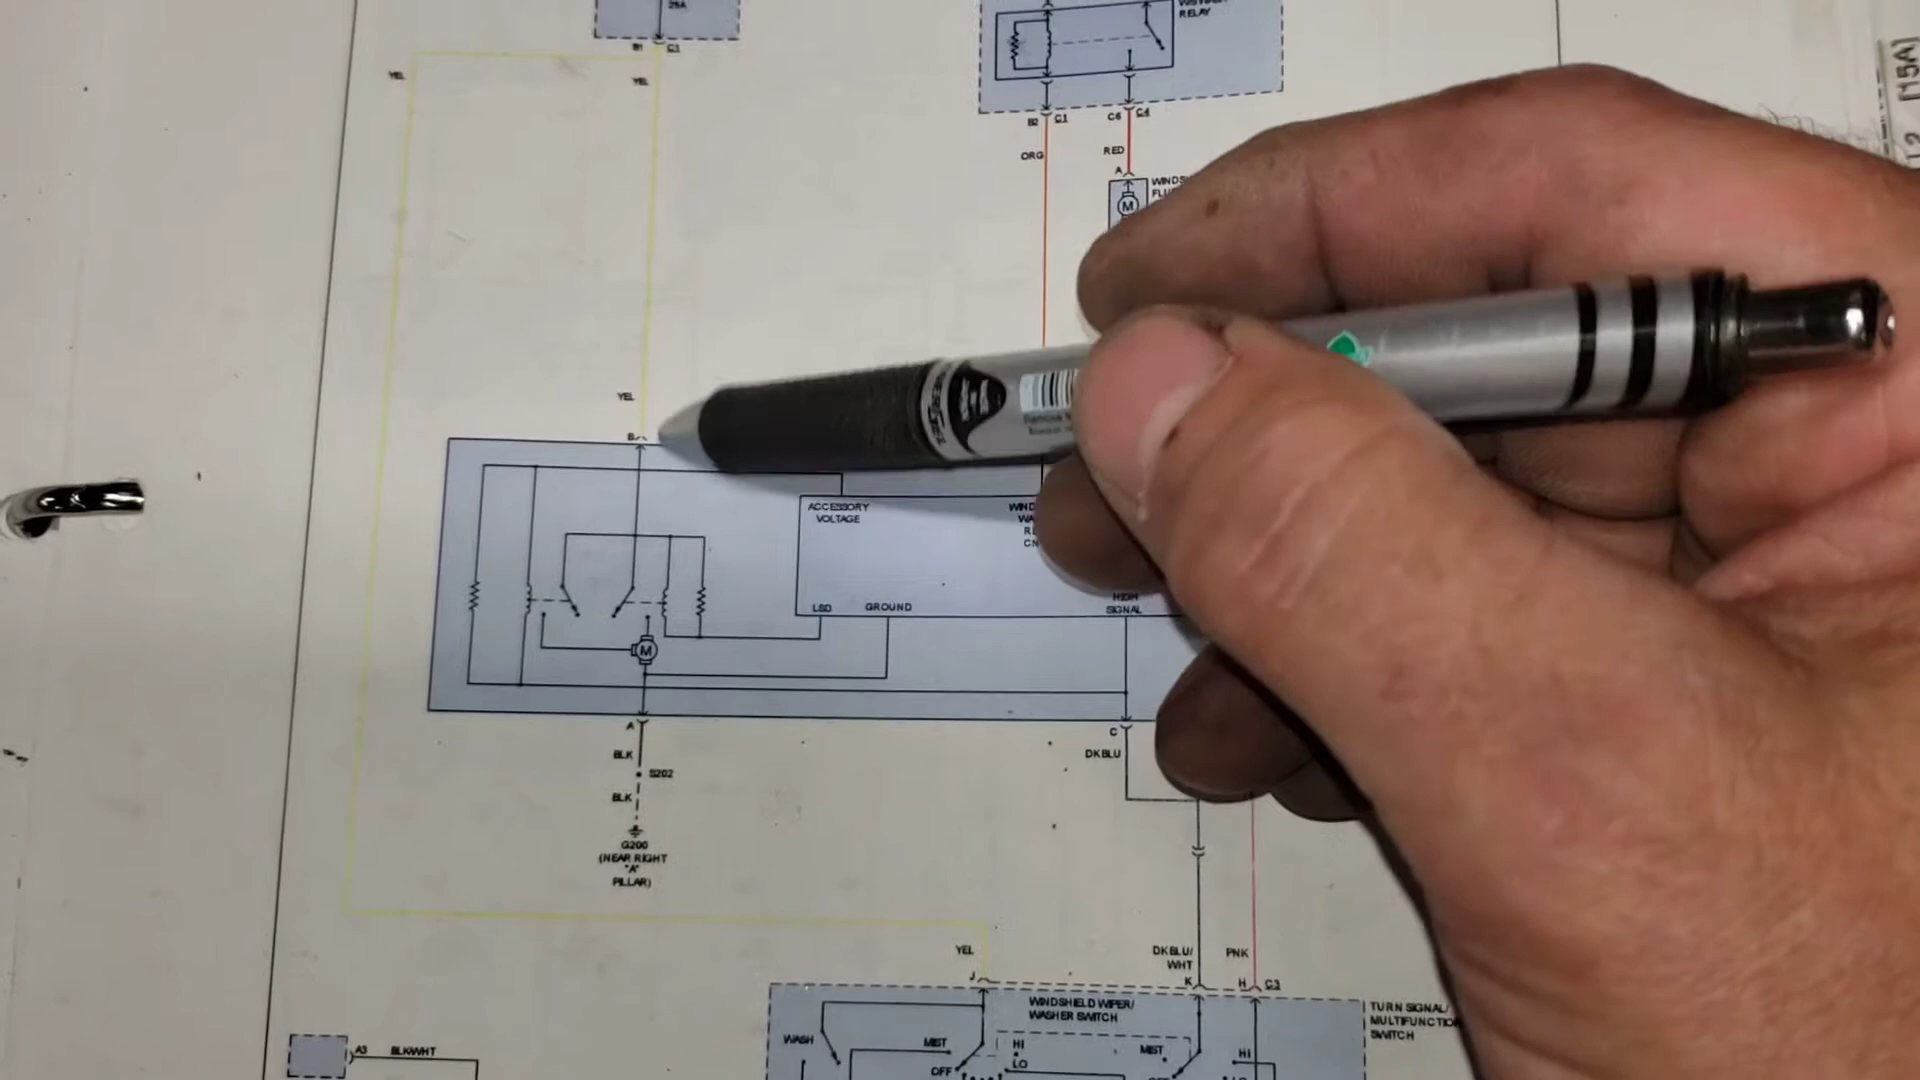 25A
B1 C1
YEL
YEL
RELAY
B2 C1
C6 C4
ORG
RED
A
M
YEL
B
ACCESSORY
VOLTAGE
LSD
GROUND
HIGH
SIGNAL
M
A
BLK
S202
BLK
G200
(NEAR RIGHT
"A"
PILLAR)
C
DKBLU
YEL
DKBLU/
WHT
PNK
J
K
H C3
WINDSHIELD WIPER/
WASHER SWITCH
TURN SIGNAL/
SWITCH
WASH
MIST
OFF
HI
LO
MIST
HI
A3 BLK/WHT
[15A]